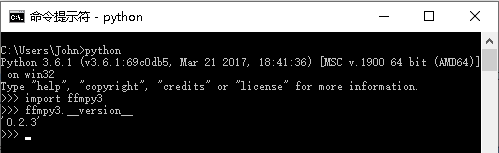 命令提示符 - python
C:\Users\John>python
Python 3.6.1 (v3.6.1:69c0db5, Mar 21 2017, 18:41:36) [MSC v.1900 64 bit (AMD64)]
 on win32
Type "help", "copyright", "credits" or "license" for more information.
>>> import ffmpy3
>>> ffmpy3.__version__
'0.2.3'
>>>